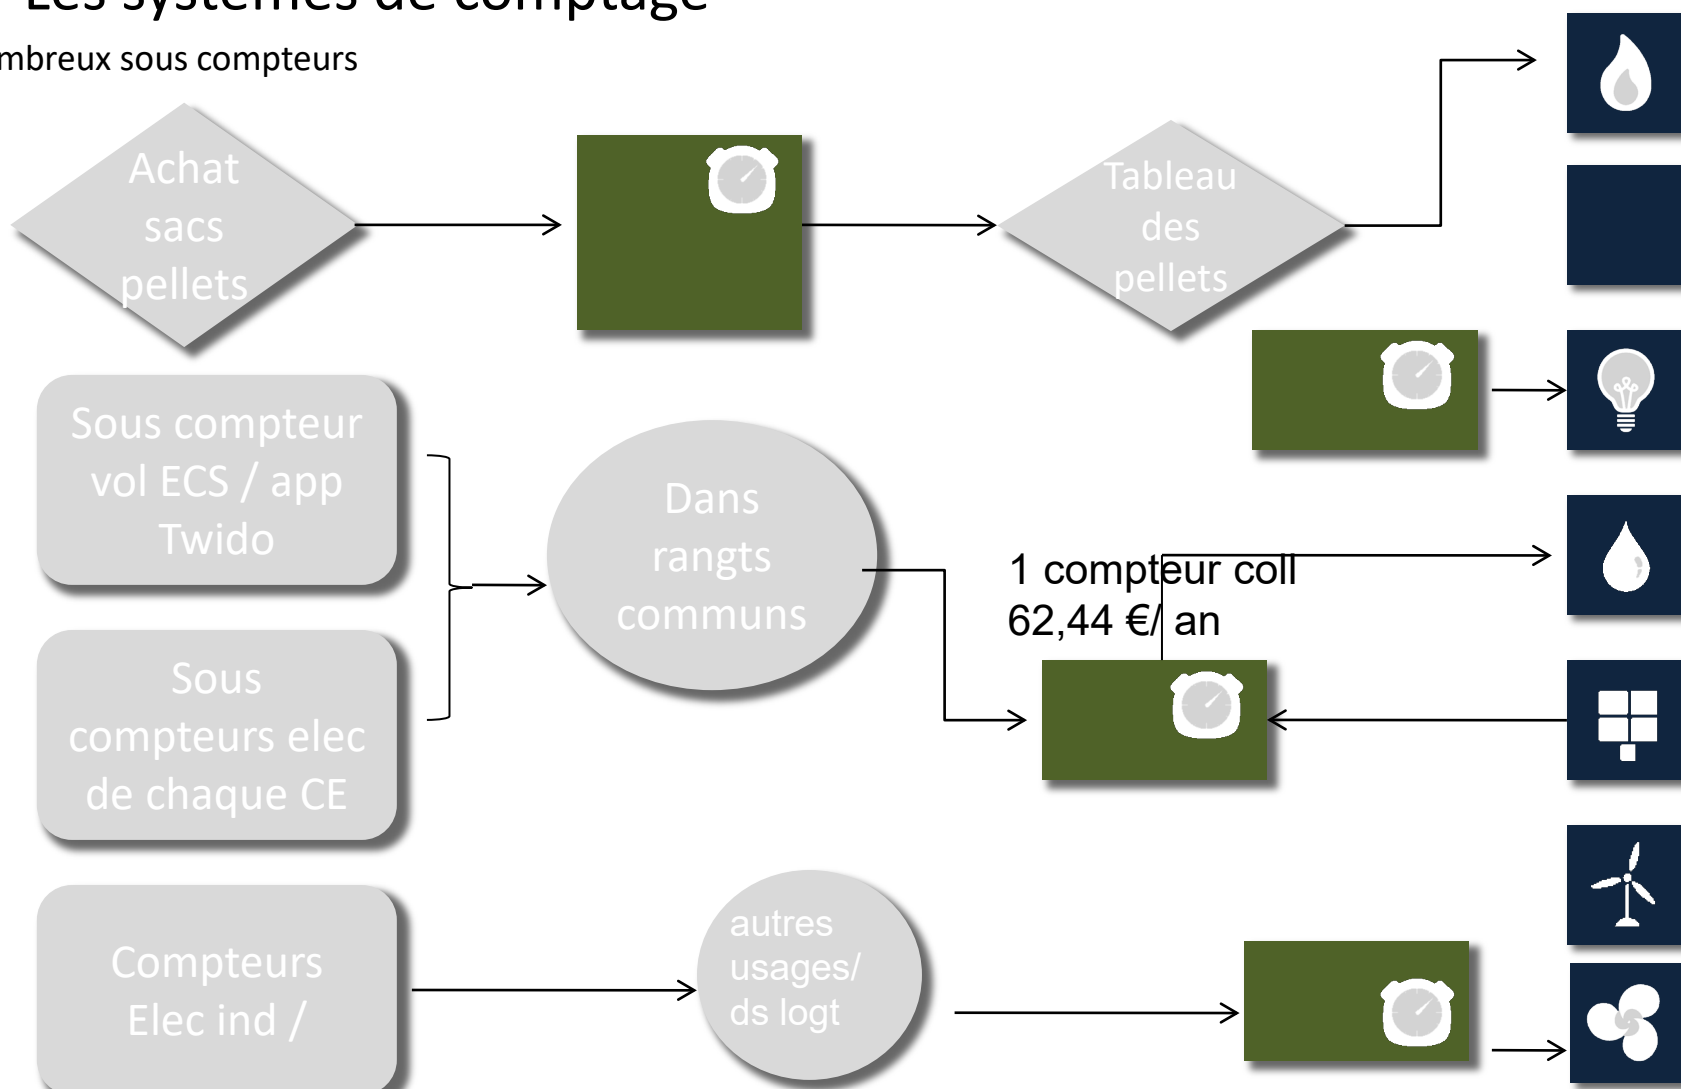 Les systèmes de comptage
mbreux sous compteurs
Achat
sacs
pellets
Tableau
des
pellets
Sous compteur
vol ECS / app
Twido
Dans
rangts
communs
1 compteur coll
62,44 €/ an
Sous
compteurs elec
de chaque CE
autres
usages/
ds logt
Compteurs
Elec ind /